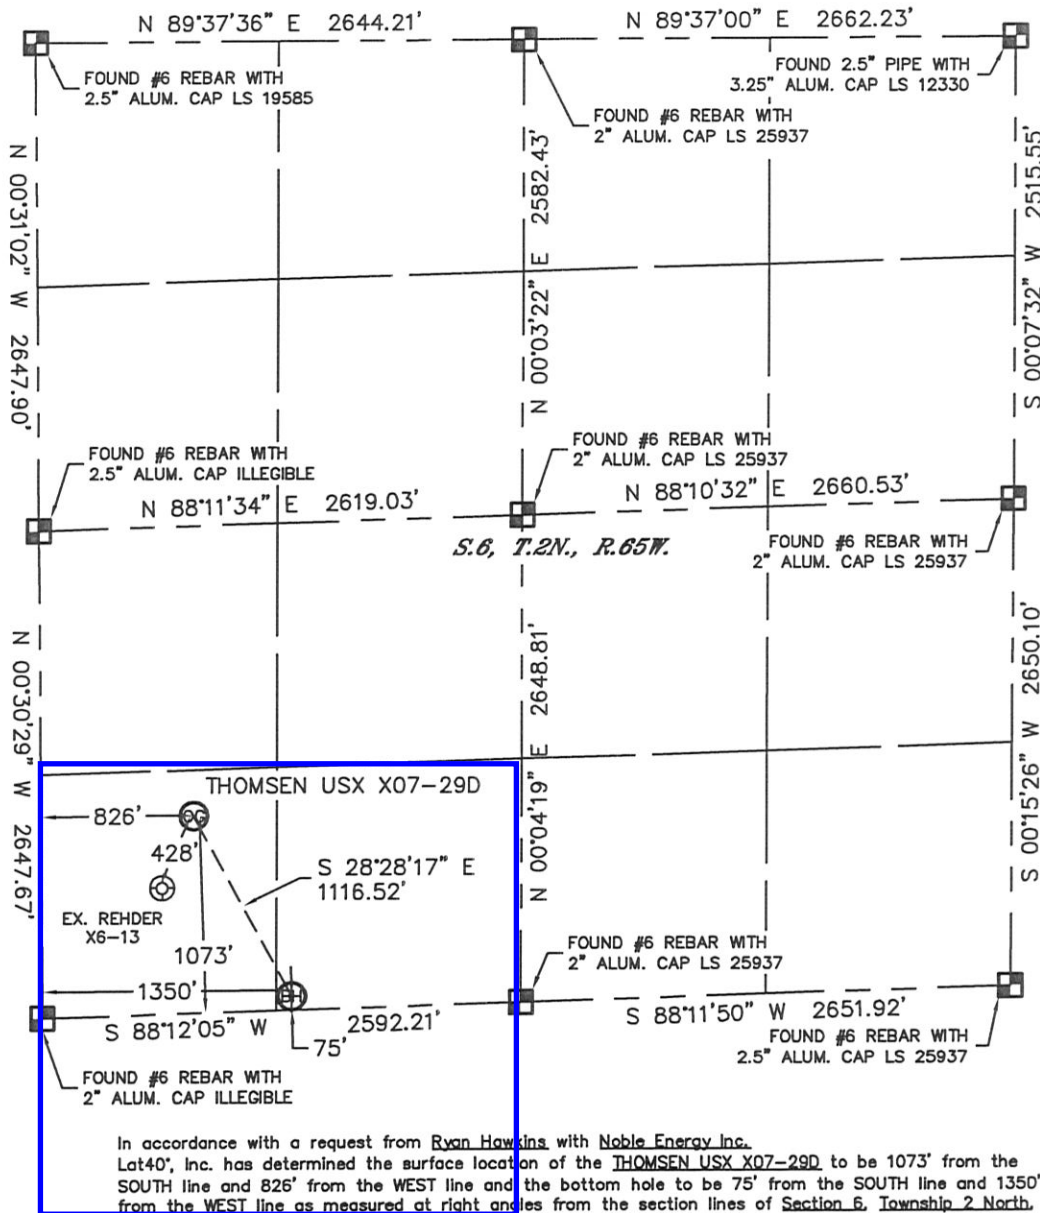 N 89°37'36" E 2644.21'
N 89°37'00" E 2662.23'
FOUND #6 REBAR WITH
2.5" ALUM. CAP LS 19585
FOUND 2.5" PIPE WITH
3.25" ALUM. CAP LS 12330
FOUND #6 REBAR WITH
2" ALUM. CAP LS 25937
N 00°31'02" W 2647.90'
N 00°03'22" E 2582.43'
S 00°07'32" W 2515.55'
FOUND #6 REBAR WITH
2.5" ALUM. CAP ILLEGIBLE
FOUND #6 REBAR WITH
2" ALUM. CAP LS 25937
N 88°11'34" E 2619.03'
N 88°10'32" E 2660.53'
S.6, T.2N., R.65W.
FOUND #6 REBAR WITH
2" ALUM. CAP LS 25937
N 00°30'29" W 2647.67'
N 00°04'19" E 2648.81'
S 00°15'26" W 2650.10'
THOMSEN USX X07-29D
826'
428'
S 28°28'17" E
1116.52'
EX. REHDER
X6-13
1073'
1350'
BH
FOUND #6 REBAR WITH
2" ALUM. CAP LS 25937
S 88°12'05" W 2592.21'
S 88°11'50" W 2651.92'
75'
FOUND #6 REBAR WITH
2.5" ALUM. CAP LS 25937
FOUND #6 REBAR WITH
2" ALUM. CAP ILLEGIBLE
In accordance with a request from Ryan Hawkins with Noble Energy Inc.
Lat40°, Inc. has determined the surface location of the THOMSEN USX X07-29D to be 1073' from the
SOUTH line and 826' from the WEST line and the bottom hole to be 75' from the SOUTH line and 1350'
from the WEST line as measured at right angles from the section lines of Section 6, Township 2 North,